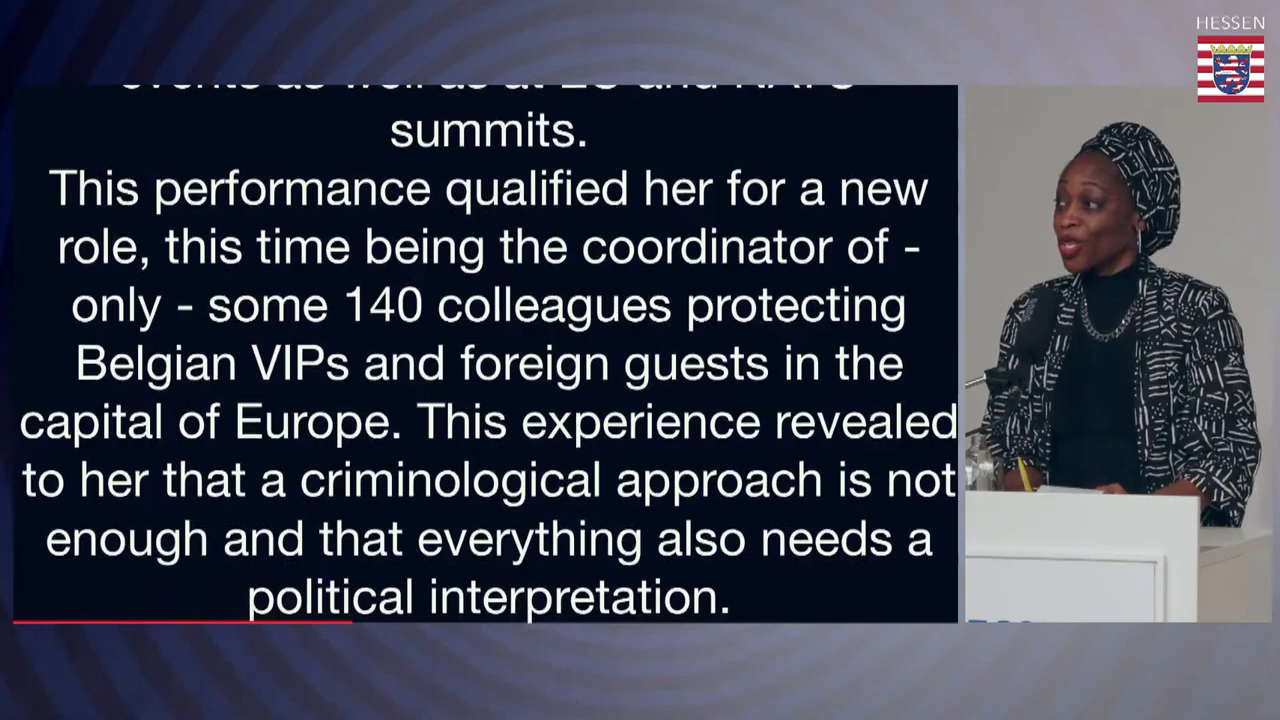 HESSEN
summits.
This performance qualified her for a new
role, this time being the coordinator of -
only - some 140 colleagues protecting
Belgian VIPs and foreign guests in the
capital of Europe. This experience revealed
to her that a criminological approach is not
enough and that everything also needs a
political interpretation.